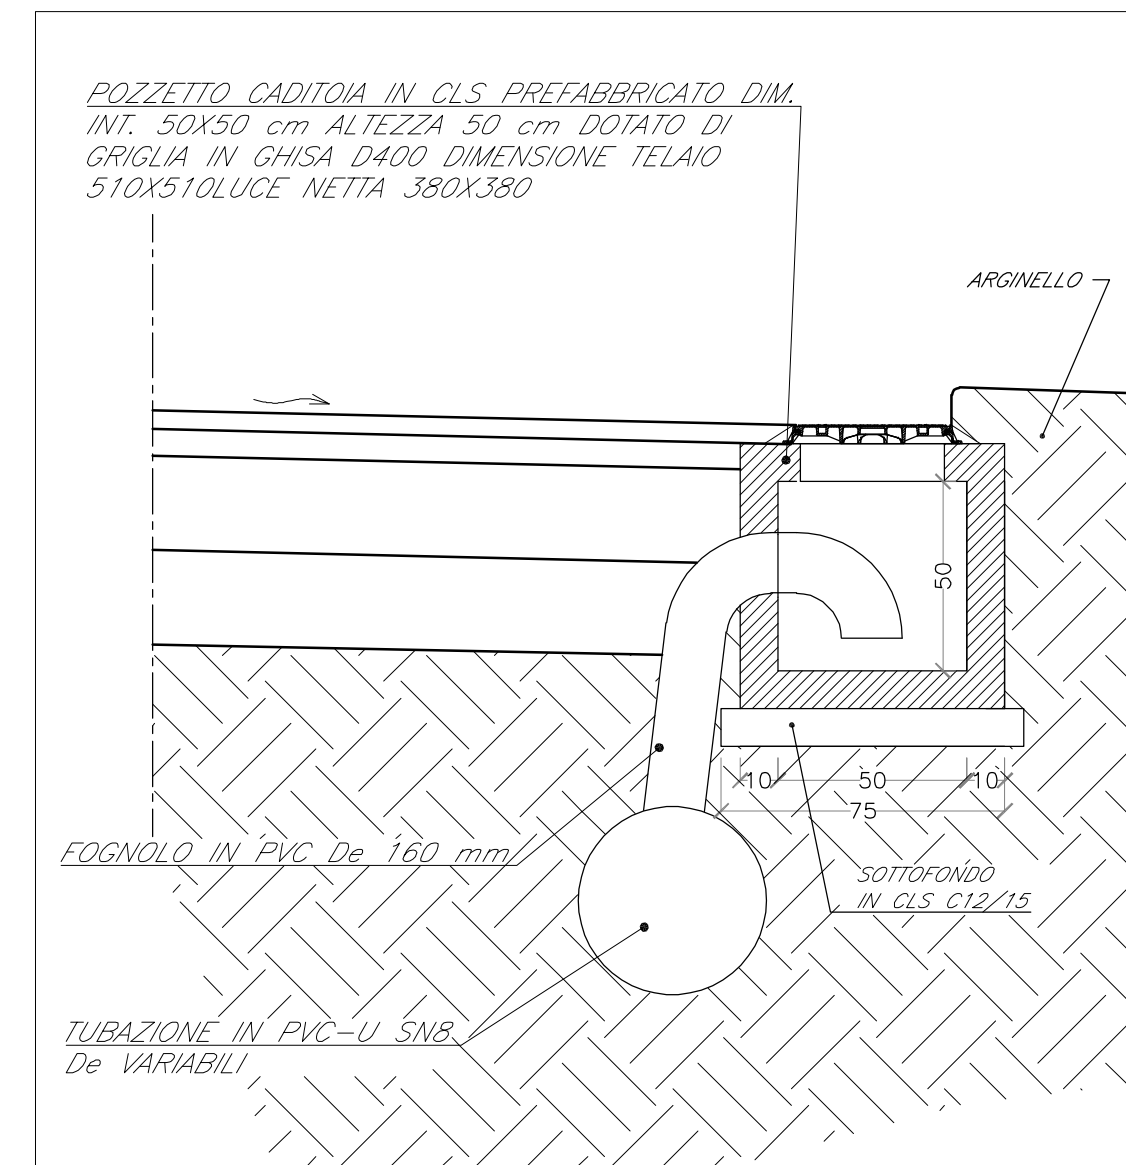 POZZETTO CADITOIA IN CLS PREFABBRICATO DIM.
INT. 50X50 cm ALTEZZA 50 cm DOTATO DI
GRIGLIA IN GHISA D400 DIMENSIONE TELAIO
510X510LUCE NETTA 380X380
ARGINELLO
50
10 50 10
75
FOGNOLO IN PVC De 160 mm
SOTTOFONDO
IN CLS C12/15
TUBAZIONE IN PVC-U SN8
De VARIABILI